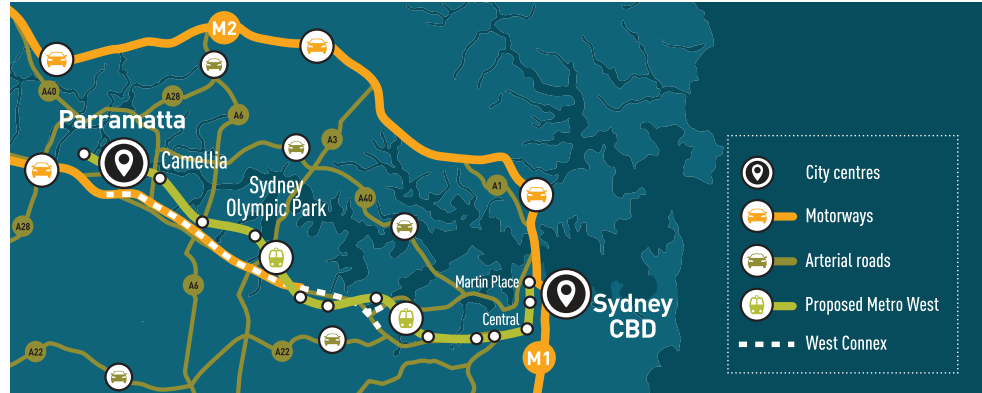 M2
A40
A28
A6
Parramatta
Camellia
A3
Sydney
Olympic Park
A1
A40
A28
A6
Martin Place
Central
Sydney
CBD
A22
A22
M1
City centres
Motorways
Arterial roads
Proposed Metro West
West Connex